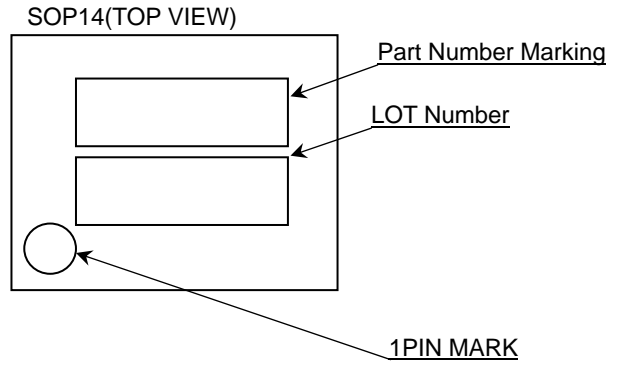 SOP14(TOP VIEW)
Part Number Marking
LOT Number
1PIN MARK